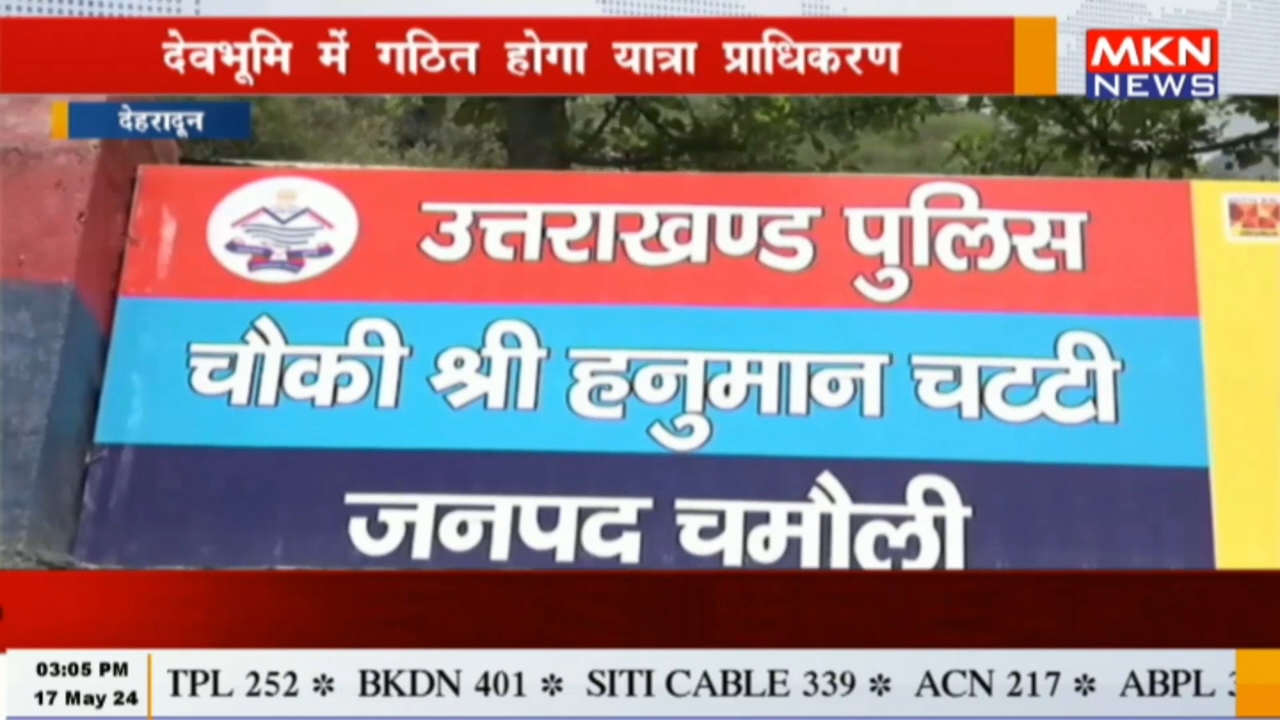 देवभूमि में गठित होगा यात्रा प्राधिकरण
MKN
NEWS
देहरादून
उत्तराखण्ड पुलिस
चौकी श्री हनुमान चटटी
जनपद चमौली
03:05 PM
17 May 24
TPL 252 * BKDN 401 * SITI CABLE 339 * ACN 217 * ABPL